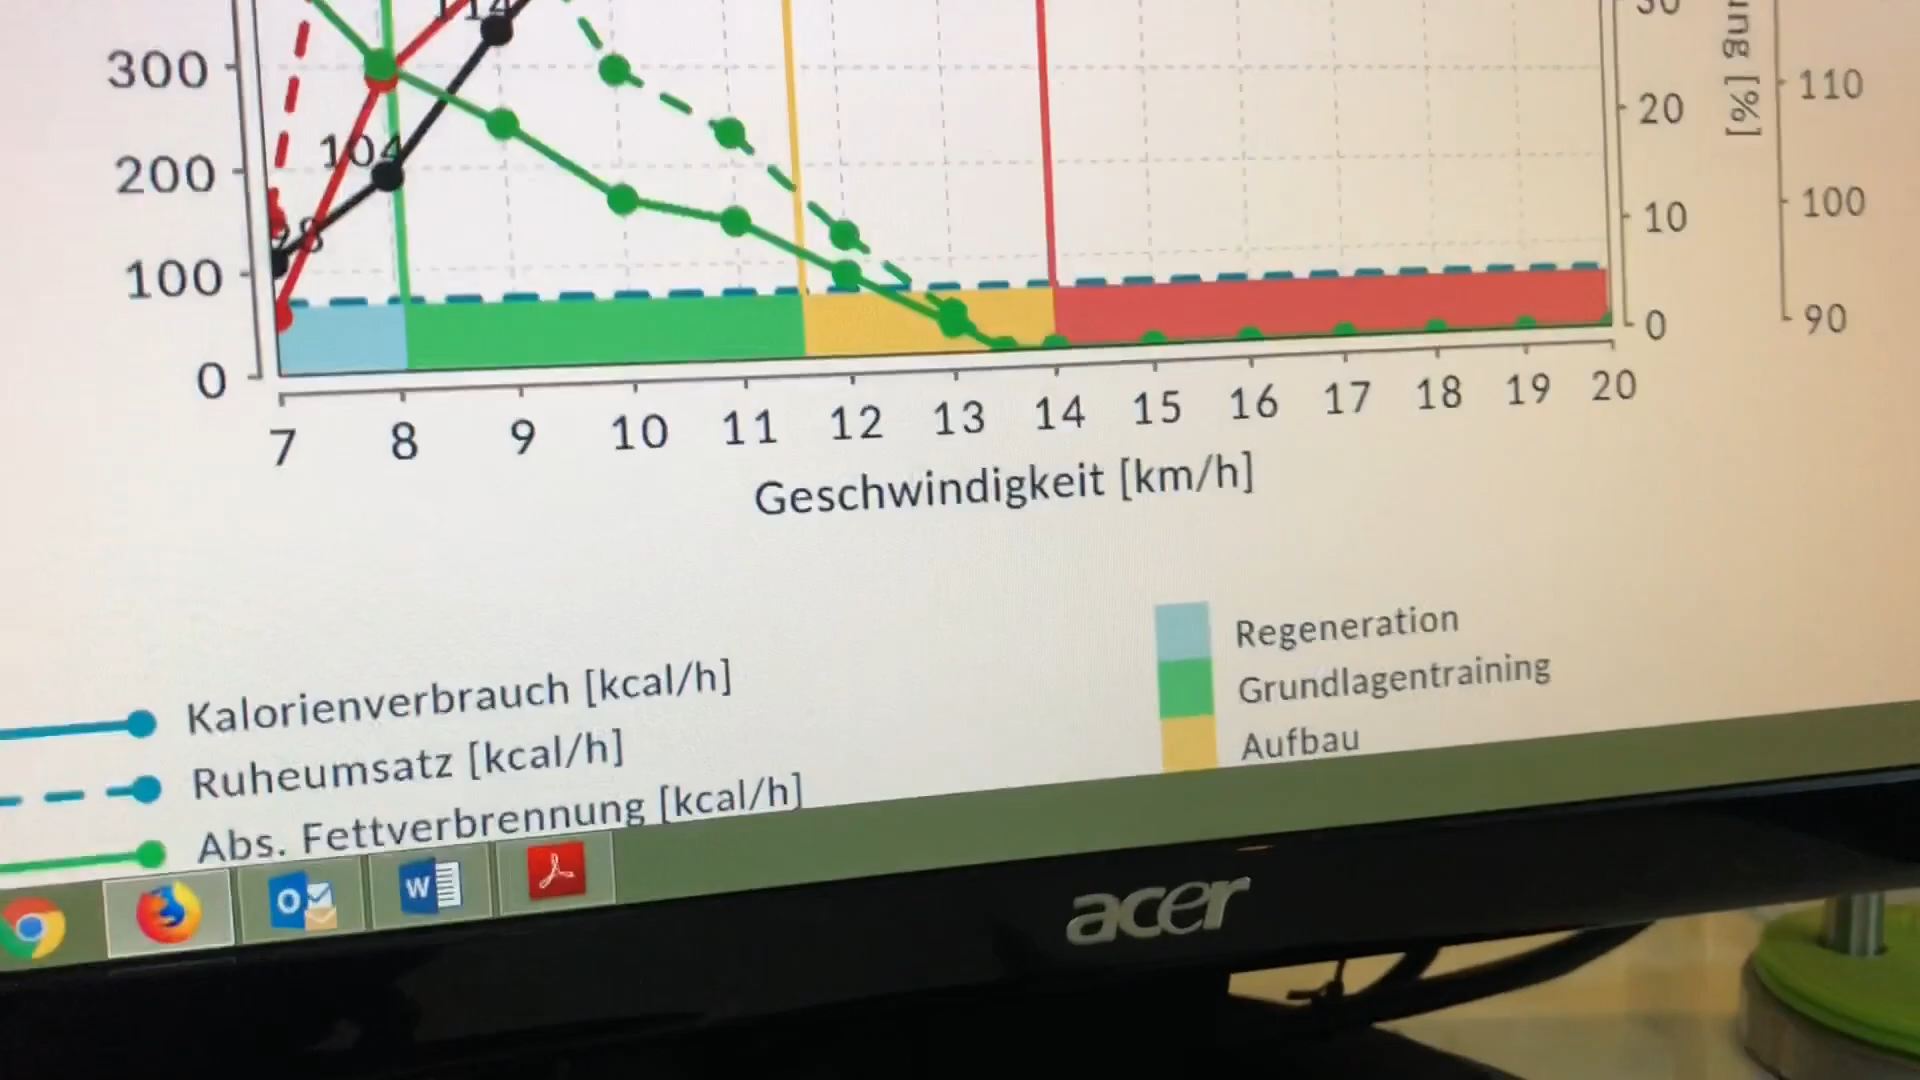 114
300
104
200
100
0
7 8 9 10 11 12 13 14 15 16 17 18 19 20
Geschwindigkeit [km/h]
20
10
0
ung [%]
110
100
90
Kalorienverbrauch [kcal/h]
Ruheumsatz [kcal/h]
Abs. Fettverbrennung [kcal/h]
Regeneration
Grundlagentraining
Aufbau
O
W
acer